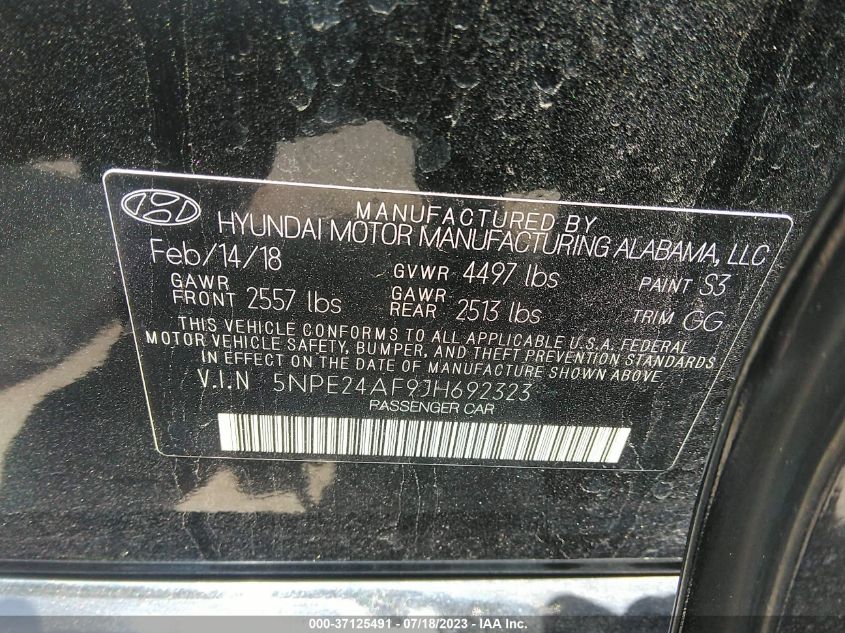 MANUFACTURED BY
HYUNDAI MOTOR MANUFACTURING ALABAMA, LLC
Feb/14/18 GVWR 4497 lbs PAINT S3
GAWR FRONT 2557 lbs GAWR REAR 2513 lbs TRIM GG
THIS VEHICLE CONFORMS TO ALL APPLICABLE U.S.A. FEDERAL
MOTOR VEHICLE SAFETY, BUMPER, AND THEFT PREVENTION STANDARDS
IN EFFECT ON THE DATE OF MANUFACTURE SHOWN ABOVE.
V.I.N 5NPE24AF9JH692323
PASSENGER CAR
000-37125491 - 07/18/2023 - © IAA Inc.